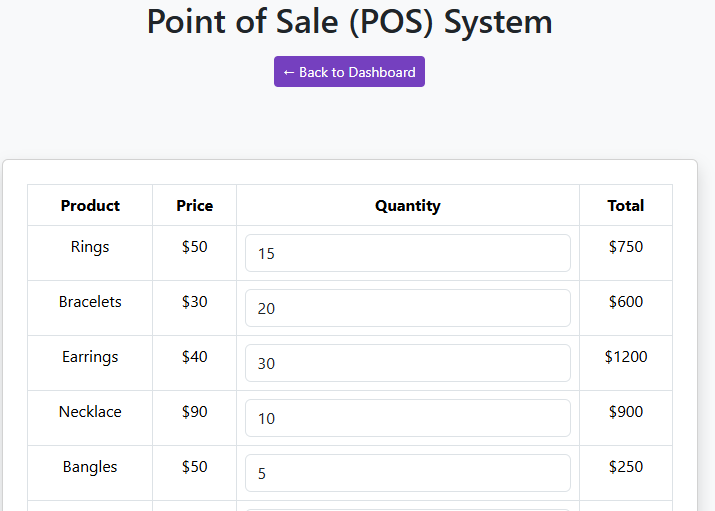 Point of Sale (POS) System
← Back to Dashboard
Product Price Quantity Total
Rings $50 15 $750
Bracelets $30 20 $600
Earrings $40 30 $1200
Necklace $90 10 $900
Bangles $50 5 $250